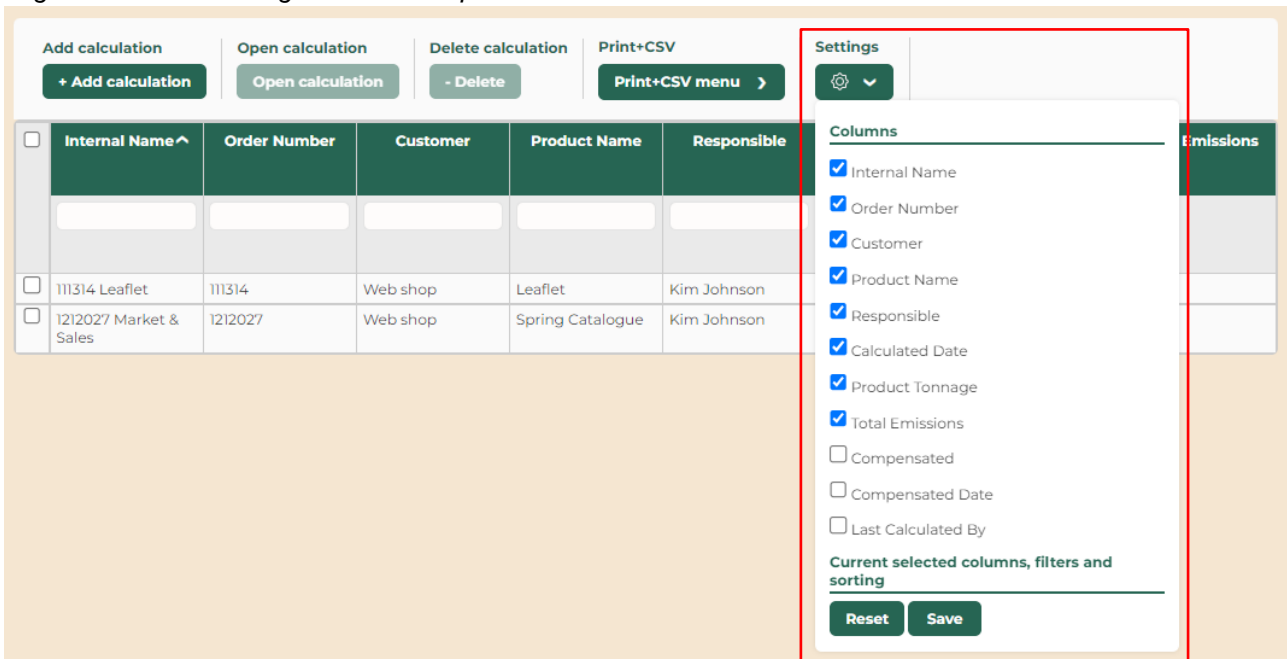 Add calculation
Open calculation
Delete calculation
Print+CSV
Settings
+ Add calculation
Open calculation
- Delete
Print+CSV menu
Internal Name
Order Number
Customer
Product Name
Responsible
Emissions
111314 Leaflet
111314
Web shop
Leaflet
Kim Johnson
1212027 Market &
Sales
1212027
Web shop
Spring Catalogue
Kim Johnson
Columns
Internal Name
Order Number
Customer
Product Name
Responsible
Calculated Date
Product Tonnage
Total Emissions
Compensated
Compensated Date
Last Calculated By
Current selected columns, filters and
sorting
Reset
Save